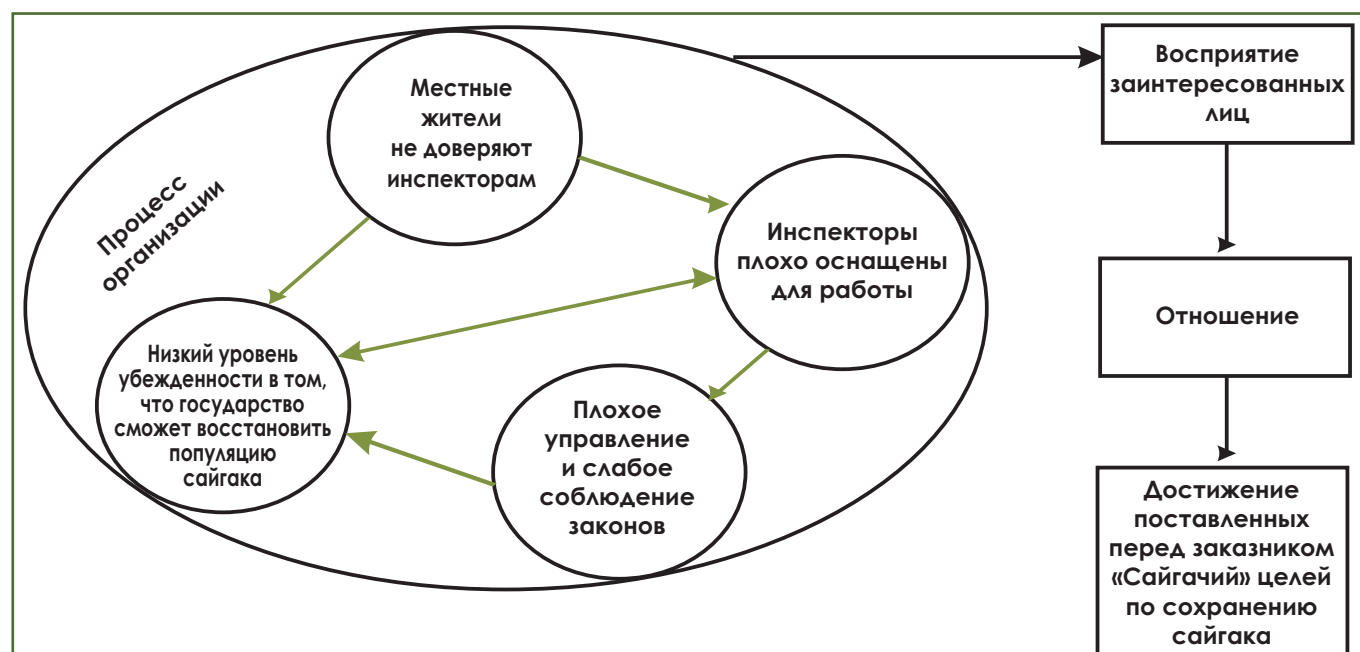 Процесс
организации
Местные
жители
не доверяют
инспекторам
Инспекторы
плохо оснащены
для работы
Низкий уровень
убежденности в том,
что государство
сможет восстановить
популяцию
сайгака
Плохое
управление
и слабое
соблюдение
законов
Восприятие
заинтересованных
лиц
Отношение
Достижение
поставленных
перед заказником
«Сайгачий» целей
по сохранению
сайгака